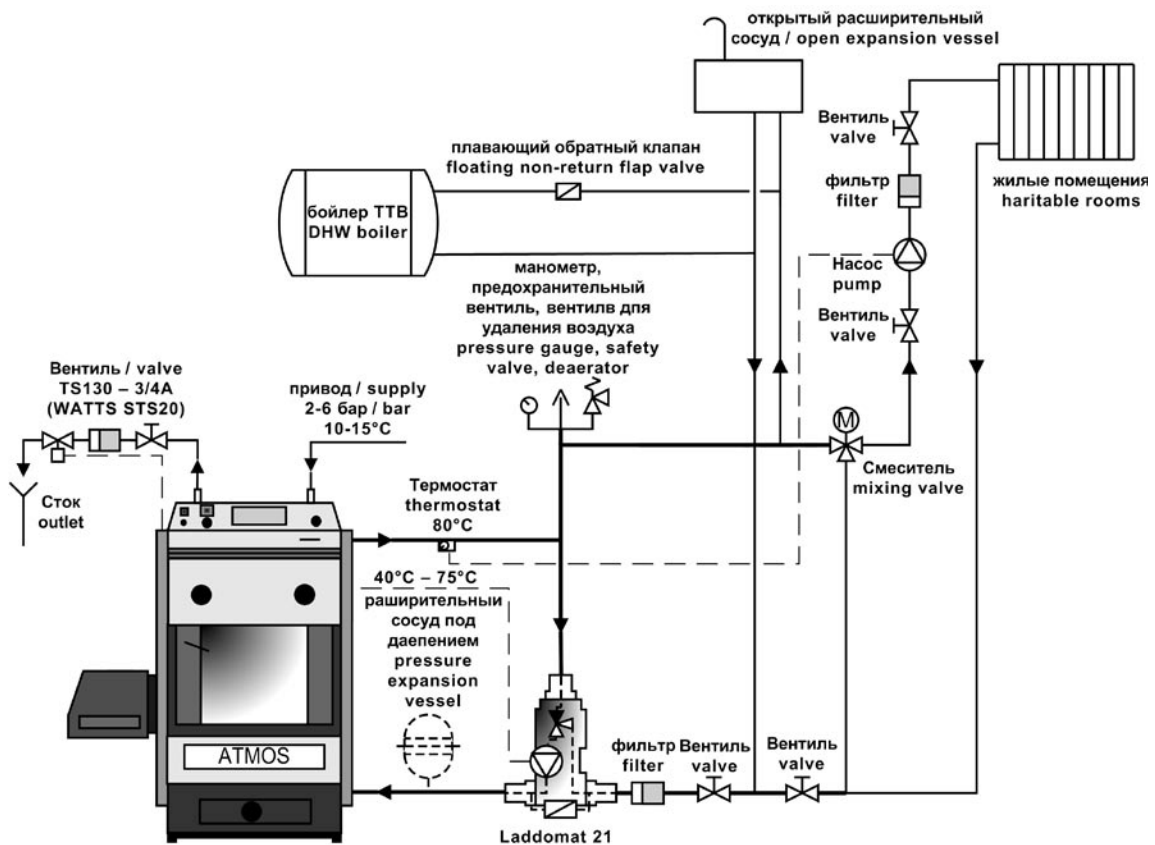 открытый расширительный
сосуд / open expansion vessel
Вентиль
valve
плавающий обратный клапан
floating non-return flap valve
фильтр
filter
жилые помещения
haritable rooms
бойлер ТТВ
DHW boiler
манометр,
предохранительный
вентиль, вентилв дпя
удаления воздуха
pressure gauge, safety
valve, deaerator
Насос
pump
Вентиль
valve
Вентиль / valve
TS130 – 3/4A
(WATTS STS20)
привод / supply
2-6 бар / bar
10-15°C
M
Смеситель
mixing valve
Сток
outlet
Термостат
thermostat
80°C
40°C – 75°C
раширительный
сосуд под
даепением
pressure
expansion
vessel
ATMOS
фильтр
filter
Вентиль
valve
Вентиль
valve
Laddomat 21